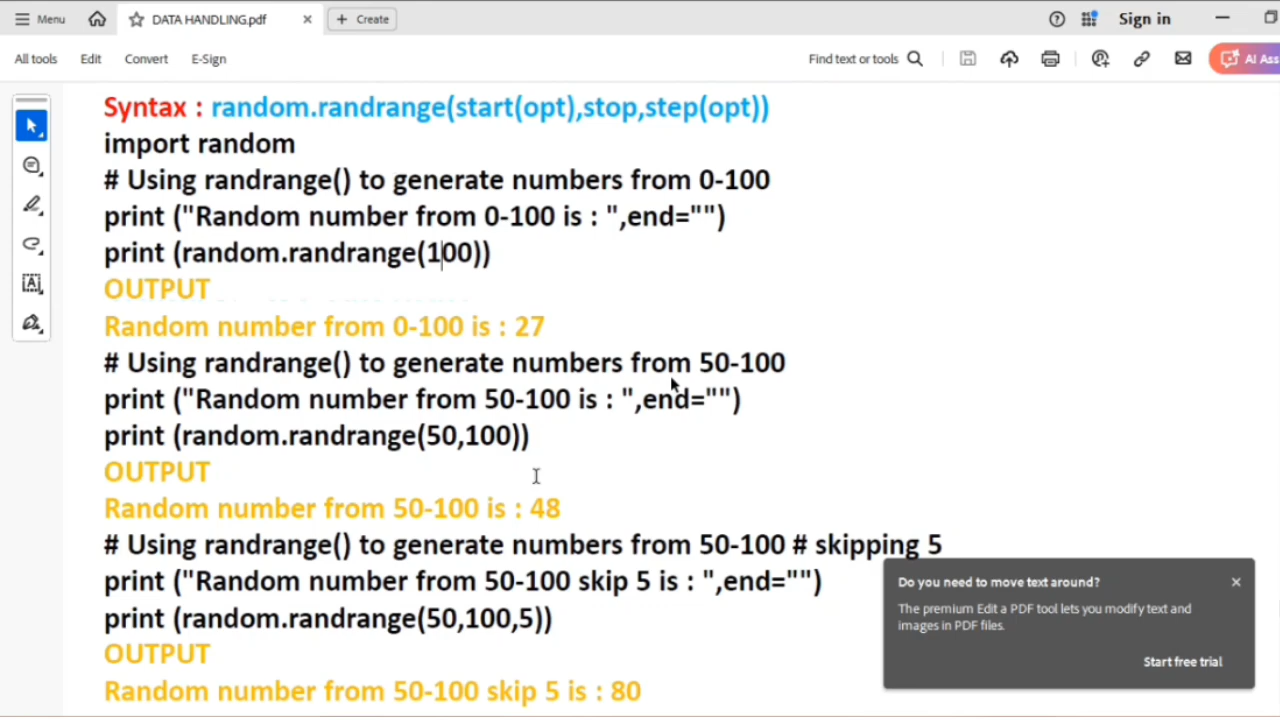 Menu
DATA HANDLING.pdf
Create
Sign in
All tools
Edit
Convert
E-Sign
Find text or tools
AI Ass
Syntax : random.randrange(start(opt),stop,step(opt))
import random
# Using randrange() to generate numbers from 0-100
print ("Random number from 0-100 is : ",end="")
print (random.randrange(100))
OUTPUT
Random number from 0-100 is : 27
# Using randrange() to generate numbers from 50-100
print ("Random number from 50-100 is : ",end="")
print (random.randrange(50,100))
OUTPUT
Random number from 50-100 is : 48
# Using randrange() to generate numbers from 50-100 # skipping 5
print ("Random number from 50-100 skip 5 is : ",end="")
print (random.randrange(50,100,5))
OUTPUT
Random number from 50-100 skip 5 is : 80
Do you need to move text around?
The premium Edit a PDF tool lets you modify text and
images in PDF files.
Start free trial